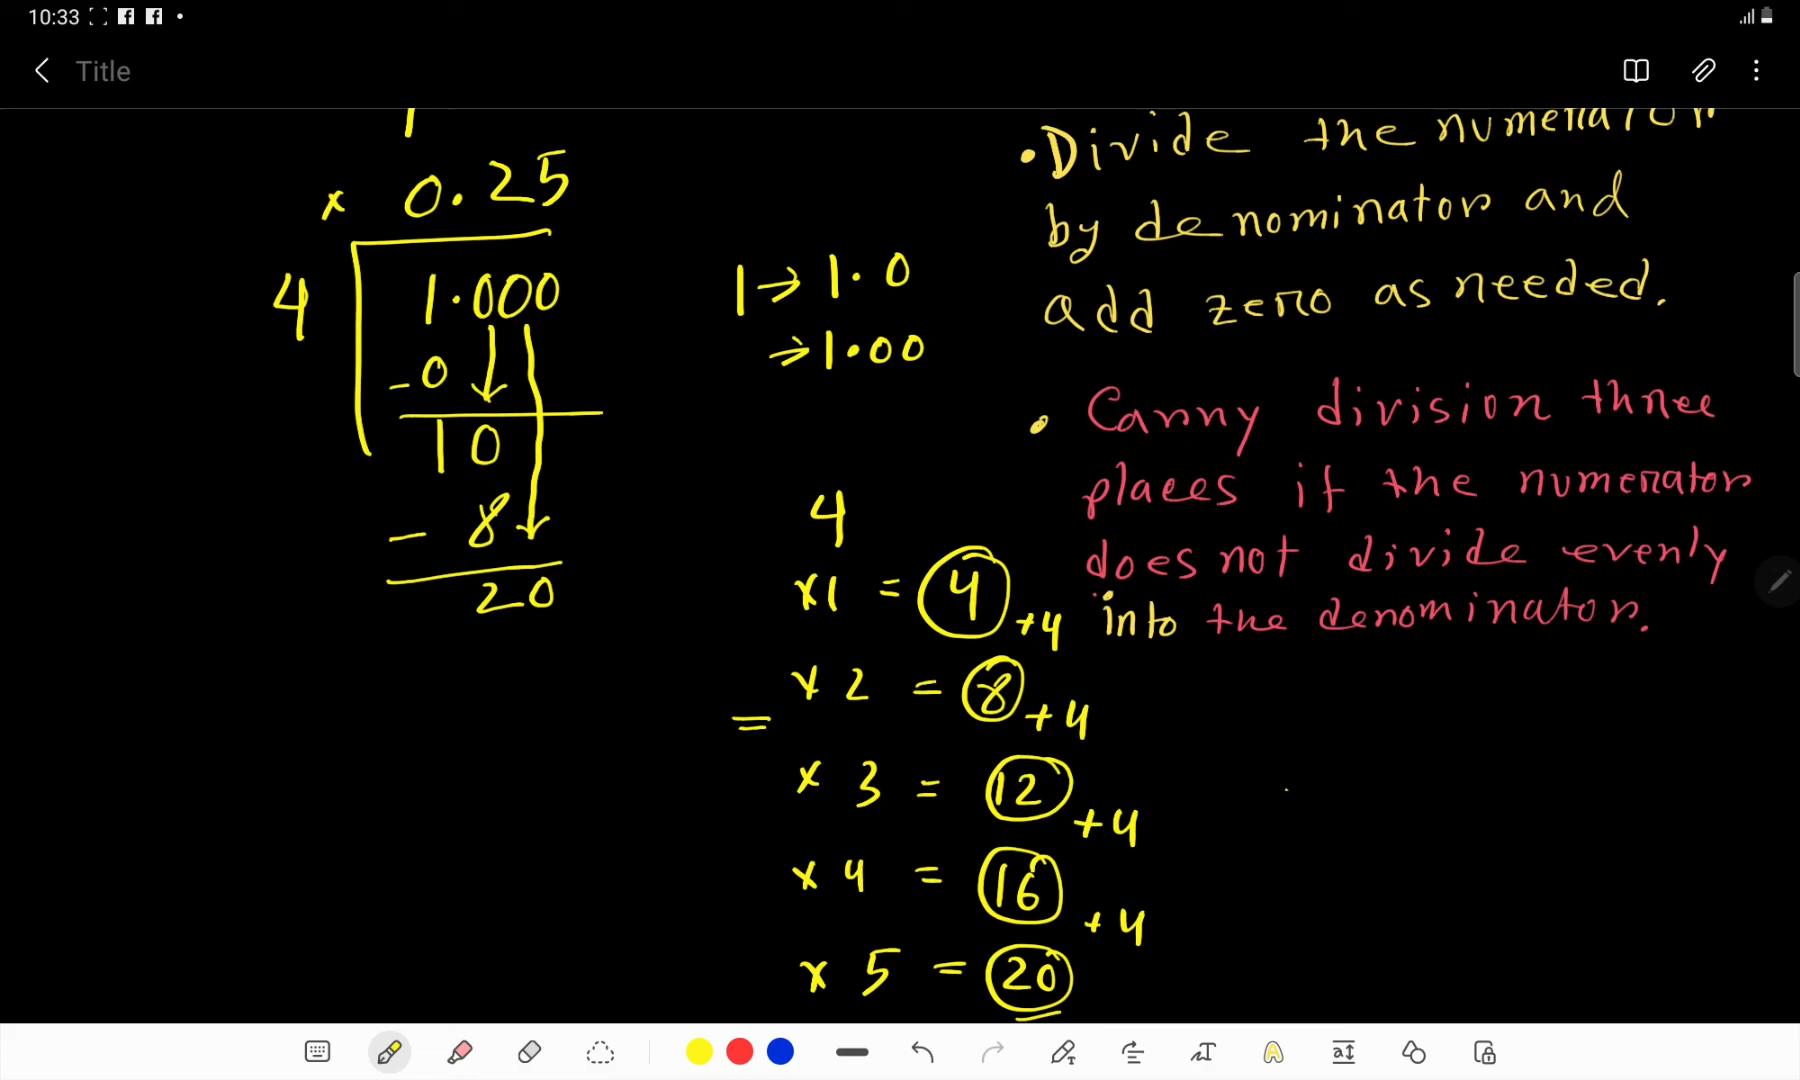 10:33
Title
1
× 0.25
4 1.000
-0
10
- 8
20
1 → 1.0
→ 1.00
4
×1 = 4 +4
× 2 = 8 +4
=
× 3 = 12 +4
× 4 = 16 +4
× 5 = 20
• Divide the numerator
by denominator and
add zero as needed.
• Carry division three
places if the numerator
does not divide evenly
into the denominator.